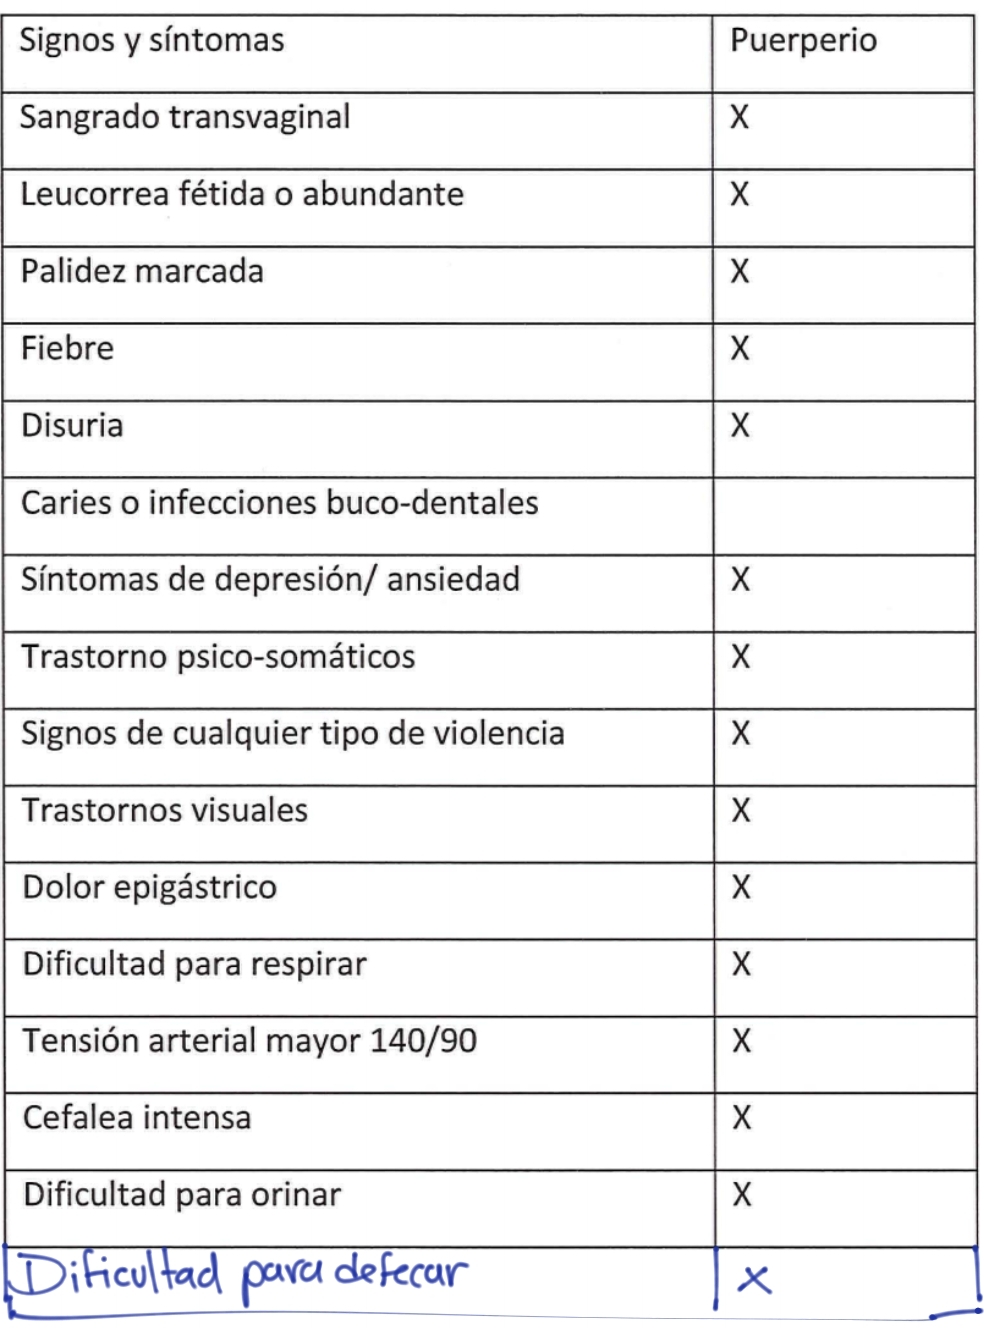 Signos y síntomas Puerperio
Sangrado transvaginal X
Leucorrea fétida o abundante X
Palidez marcada X
Fiebre X
Disuria X
Caries o infecciones buco-dentales
Síntomas de depresión/ ansiedad X
Trastorno psico-somáticos X
Signos de cualquier tipo de violencia X
Trastornos visuales X
Dolor epigástrico X
Dificultad para respirar X
Tensión arterial mayor 140/90 X
Cefalea intensa X
Dificultad para orinar X
Dificultad para defecar x